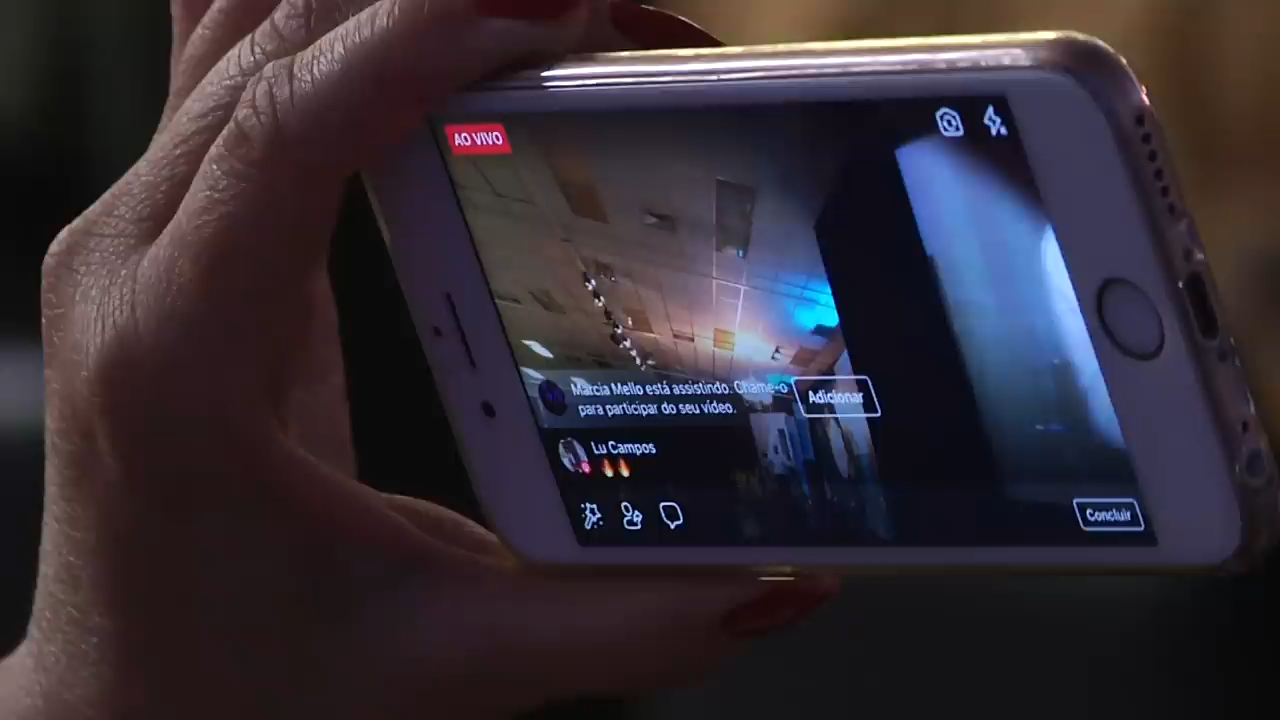 AO VIVO
Marcia Mello está assistindo. Chame-o
para participar do seu vídeo.
Adicionar
Lu Campos
Concluir